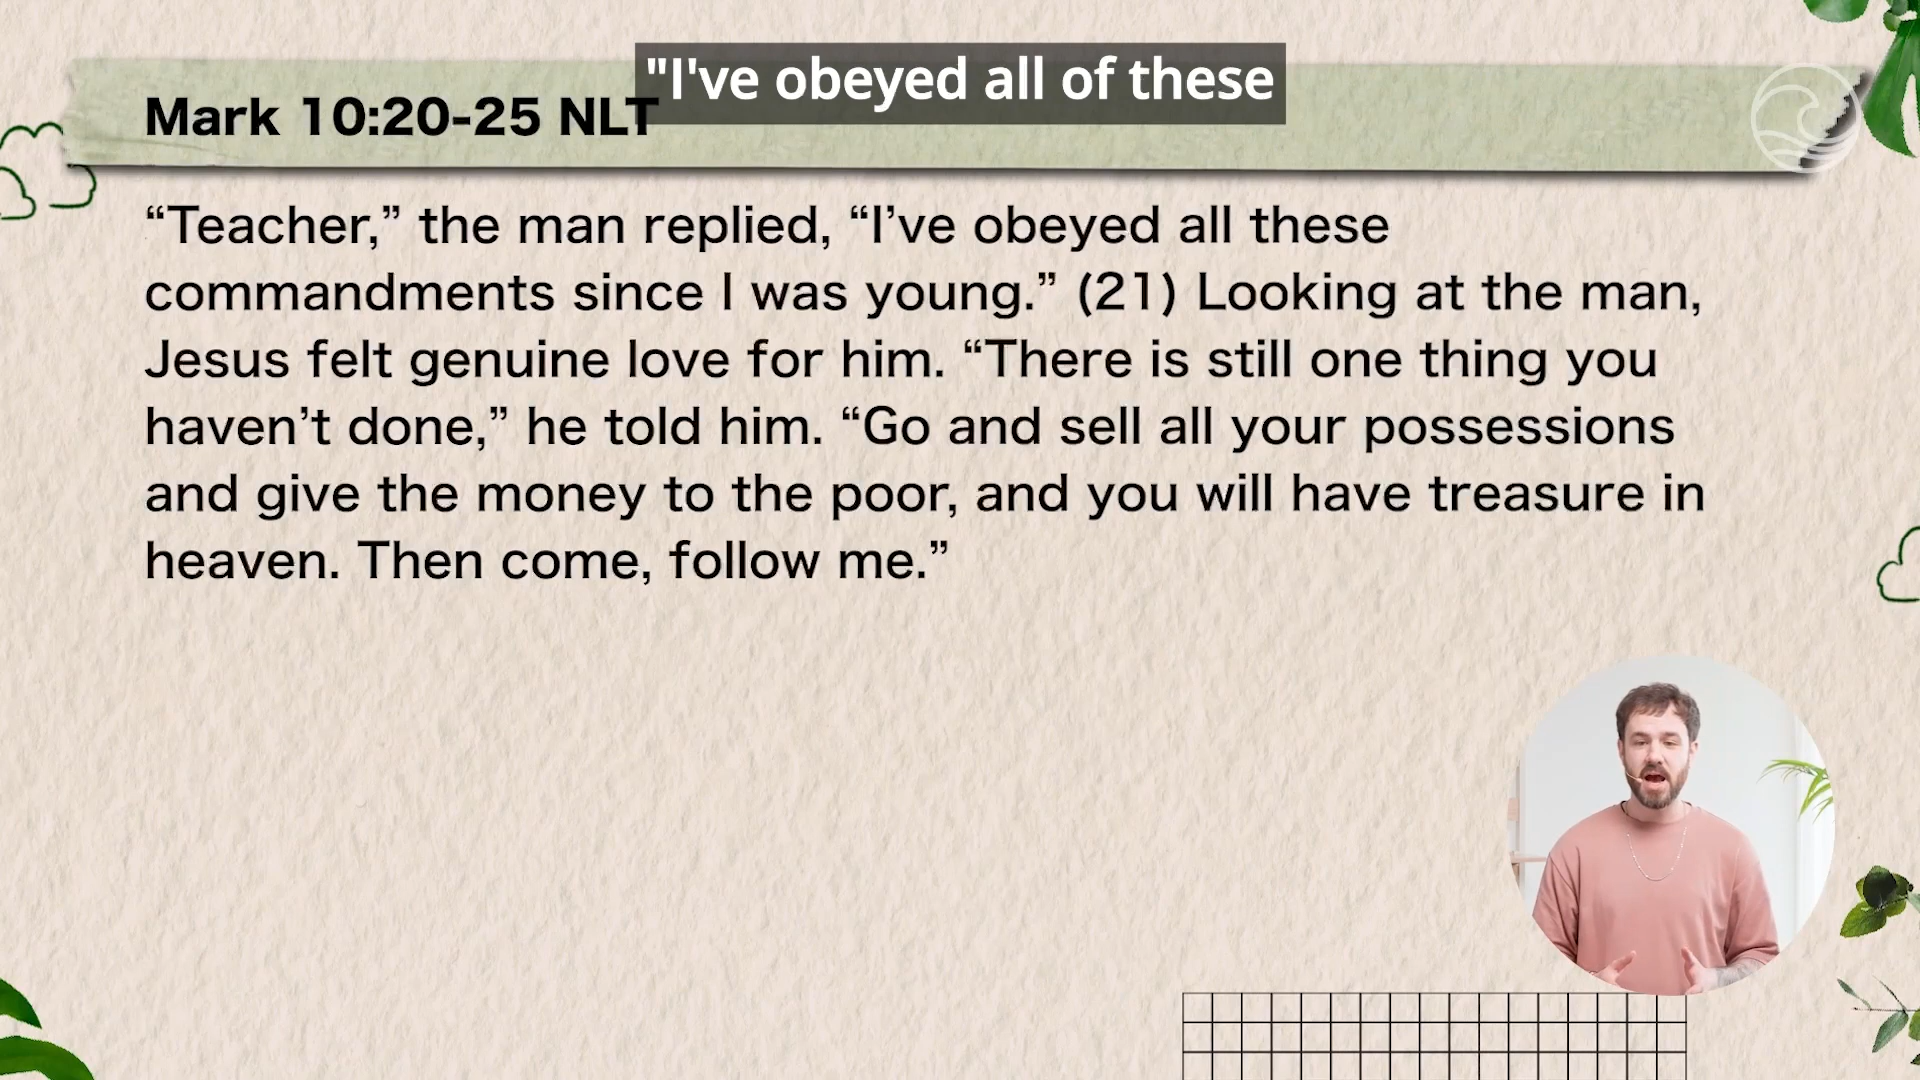 "I've obeyed all of these
Mark 10:20-25 NLT
“Teacher,” the man replied, “I’ve obeyed all these
commandments since I was young.” (21) Looking at the man,
Jesus felt genuine love for him. “There is still one thing you
haven’t done,” he told him. “Go and sell all your possessions
and give the money to the poor, and you will have treasure in
heaven. Then come, follow me.”